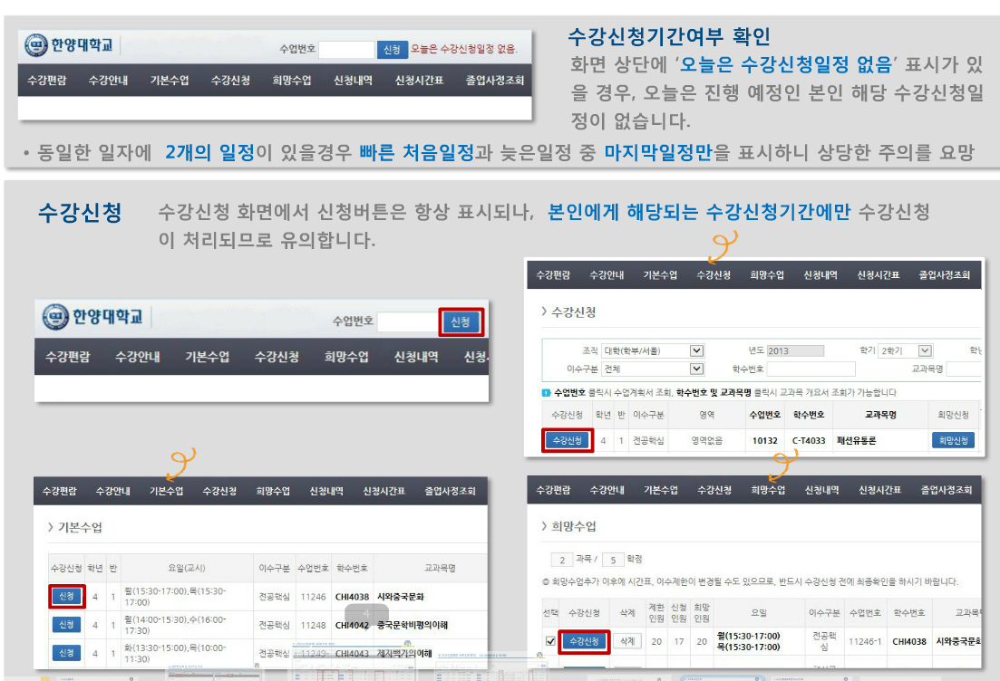 한양대학교
수업번호 신청 오늘은 수강신청일정 없음.
수강편람 수강안내 기본수업 수강신청 희망수업 신청내역 신청시간표 졸업사정조회
수강신청기간여부 확인
화면 상단에 ‘오늘은 수강신청일정 없음’ 표시가 있
을 경우, 오늘은 진행 예정인 본인 해당 수강신청일
정이 없습니다.
• 동일한 일자에 2개의 일정이 있을경우 빠른 처음일정과 늦은일정 중 마지막일정만을 표시하니 상당한 주의를 요망
수강신청
수강신청 화면에서 신청버튼은 항상 표시되나, 본인에게 해당되는 수강신청기간에만 수강신청
이 처리되므로 유의합니다.
한양대학교
수업번호 신청
수강편람 수강안내 기본수업 수강신청 희망수업 신청내역 신청
수강편람 수강안내 기본수업 수강신청 희망수업 신청내역 신청시간표 졸업사정조회
> 수강신청
조직 대학(학부/서울) 년도 2013 학기 2학기 학년
이수구분 전체 학수번호 교과목명
수업번호 클릭시 수업계획서 조회, 학수번호 및 교과목명 클릭시 교과목 개요서 조회가 가능합니다
수강신청 학년 반 이수구분 영역 수업번호 학수번호 교과목명 희망신청
수강신청 4 1 전공핵심 영역없음 10132 C-T4033 패션유통론 희망신청
수강편람 수강안내 기본수업 수강신청 희망수업 신청내역 신청시간표 졸업사정조회
> 기본수업
수강신청 학년 반 요일(교시) 이수구분 수업번호 학수번호 교과목명
신청 4 1 월(15:30-17:00),목(15:30-
17:00) 전공핵심 11246 CHI4038 시와중국문화
신청 4 1 월(14:00-15:30),수(16:00-
17:30) 전공핵심 11248 CHI4042 중국문학비평의이해
신청 4 1 화(13:30-15:00),목(10:00-
11:30) 전공핵심 11249 CHI4043 제자백가의이해
4
수강편람 수강안내 기본수업 수강신청 희망수업 신청내역 신청시간표 졸업사정조회
> 희망수업
2 과목 / 5 학점
◎ 희망수업추가 이후에 시간표, 이수제한이 변경될 수도 있으므로, 반드시 수강신청 전에 최종확인을 하시기 바랍니다.
선택 수강신청 삭제 제한인원 신청인원 희망인원 요일 이수구분 수업번호 학수번호 교과목
수강신청 삭제 20 17 20 월(15:30-17:00)
목(15:30-17:00) 전공핵심 11246-1 CHI4038 시와중국문화